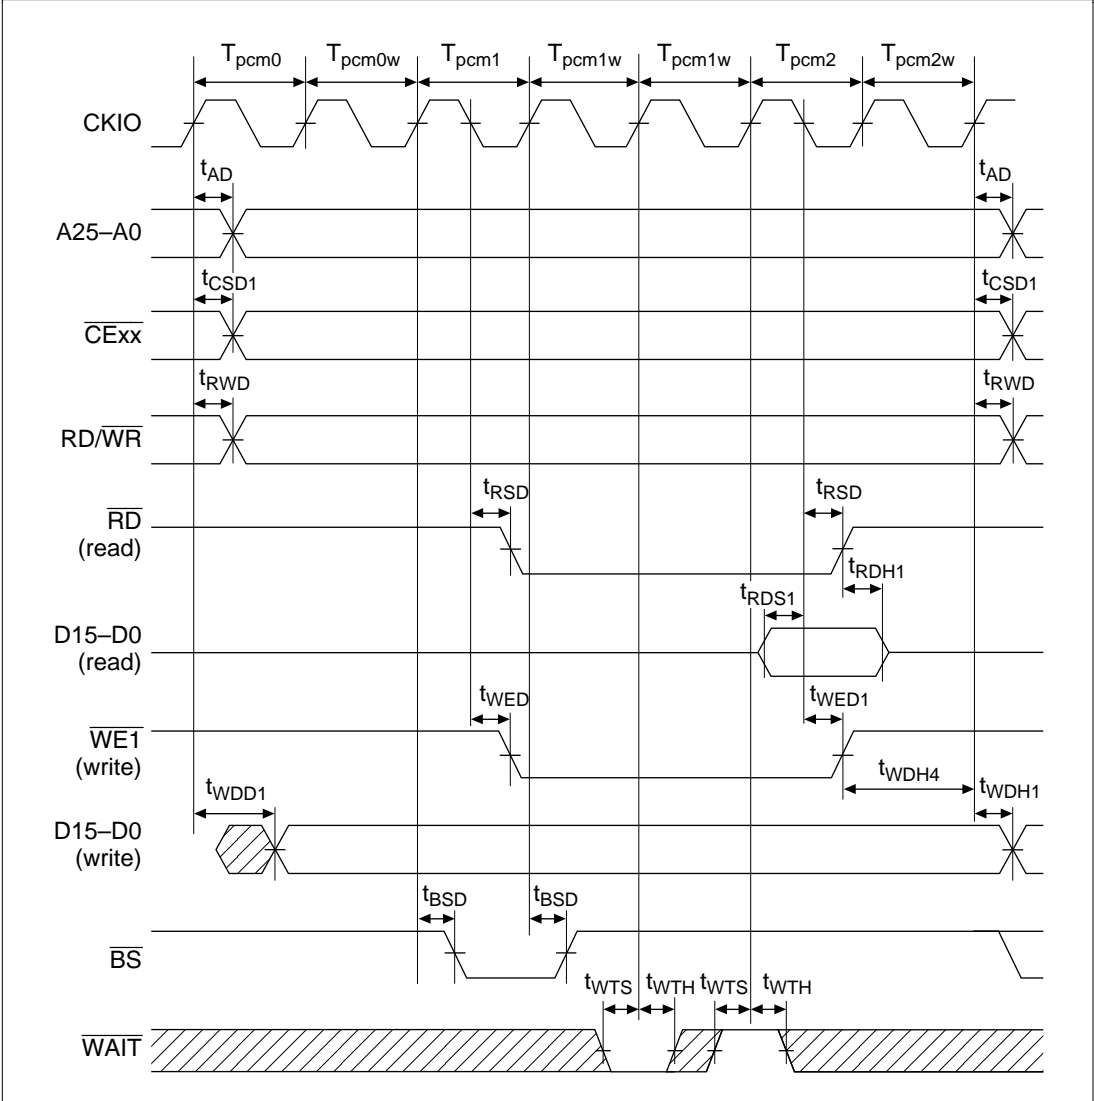 Tpcm0 Tpcm0w Tpcm1 Tpcm1w Tpcm1w Tpcm2 Tpcm2w
CKIO
tAD tAD
A25–A0
tCSD1 tCSD1
CExx
tRWD tRWD
RD/WR
tRSD tRSD
RD
(read)
tRDH1
tRDS1
D15–D0
(read)
tWED tWED1
WE1
(write)
tWDH4
tWDD1 tWDH1
D15–D0
(write)
tBSD tBSD
BS
tWTS tWTH tWTS tWTH
WAIT